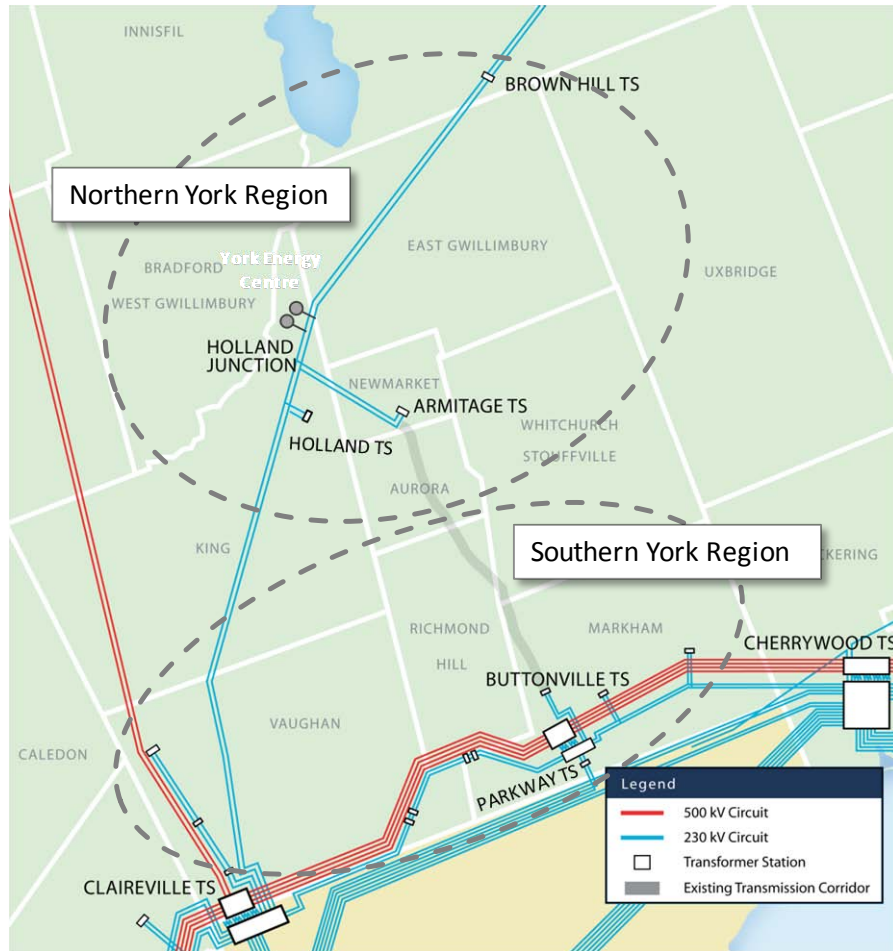 INNISFIL
BROWN HILL TS
Northern York Region
EAST GWILLIMBURY
BRADFORD
York Energy
Centre
UXBRIDGE
WEST GWILLIMBURY
HOLLAND
JUNCTION
NEWMARKET
ARMITAGE TS
HOLLAND TS
WHITCHURCH
STOUFFVILLE
AURORA
KING
Southern York Region
CKERING
RICHMOND
HILL
MARKHAM
CHERRYWOOD TS
BUTTONVILLE TS
VAUGHAN
CALEDON
PARKWAY TS
CLAIREVILLE TS
Legend
500 kV Circuit
230 kV Circuit
Transformer Station
Existing Transmission Corridor